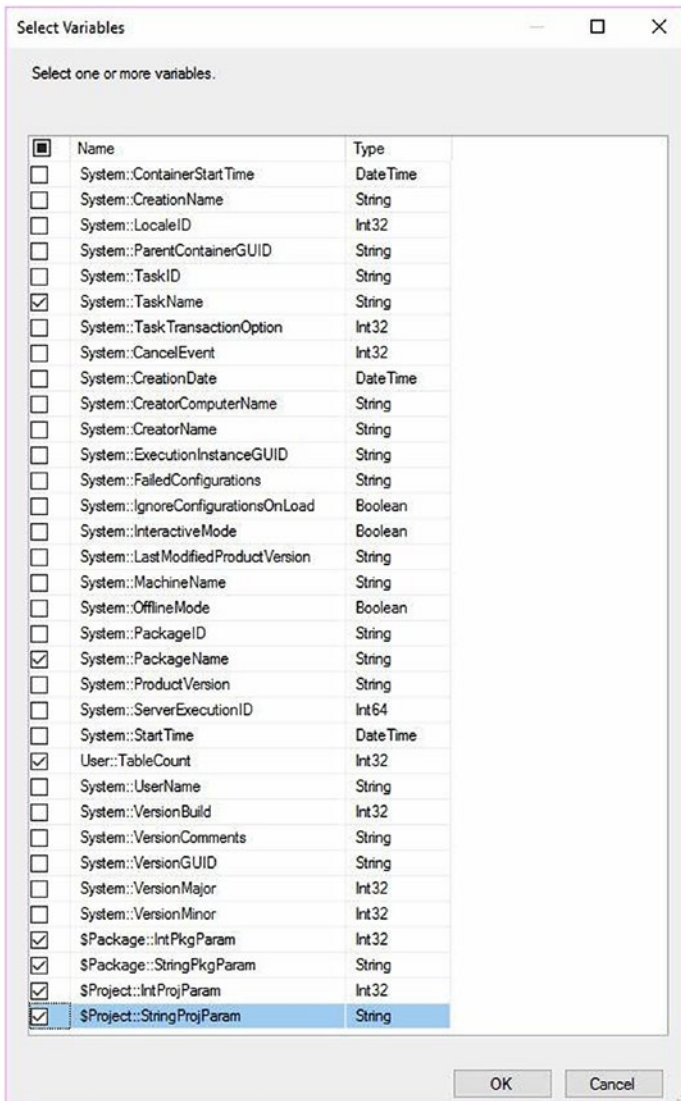 Select Variables
Select one or more variables.
Name Type
System::ContainerStartTime DateTime
System::CreationName String
System::LocaleID Int32
System::ParentContainerGUID String
System::TaskID String
System::TaskName String
System::TaskTransactionOption Int32
System::CancelEvent Int32
System::CreationDate DateTime
System::CreatorComputerName String
System::CreatorName String
System::ExecutionInstanceGUID String
System::FailedConfigurations String
System::IgnoreConfigurationsOnLoad Boolean
System::InteractiveMode Boolean
System::LastModifiedProductVersion String
System::MachineName String
System::OfflineMode Boolean
System::PackageID String
System::PackageName String
System::ProductVersion String
System::ServerExecutionID Int64
System::StartTime DateTime
User::TableCount Int32
System::UserName String
System::VersionBuild Int32
System::VersionComments String
System::VersionGUID String
System::VersionMajor Int32
System::VersionMinor Int32
$Package::IntPkgParam Int32
$Package::StringPkgParam String
$Project::IntProjParam Int32
$Project::StringProjParam String
OK Cancel